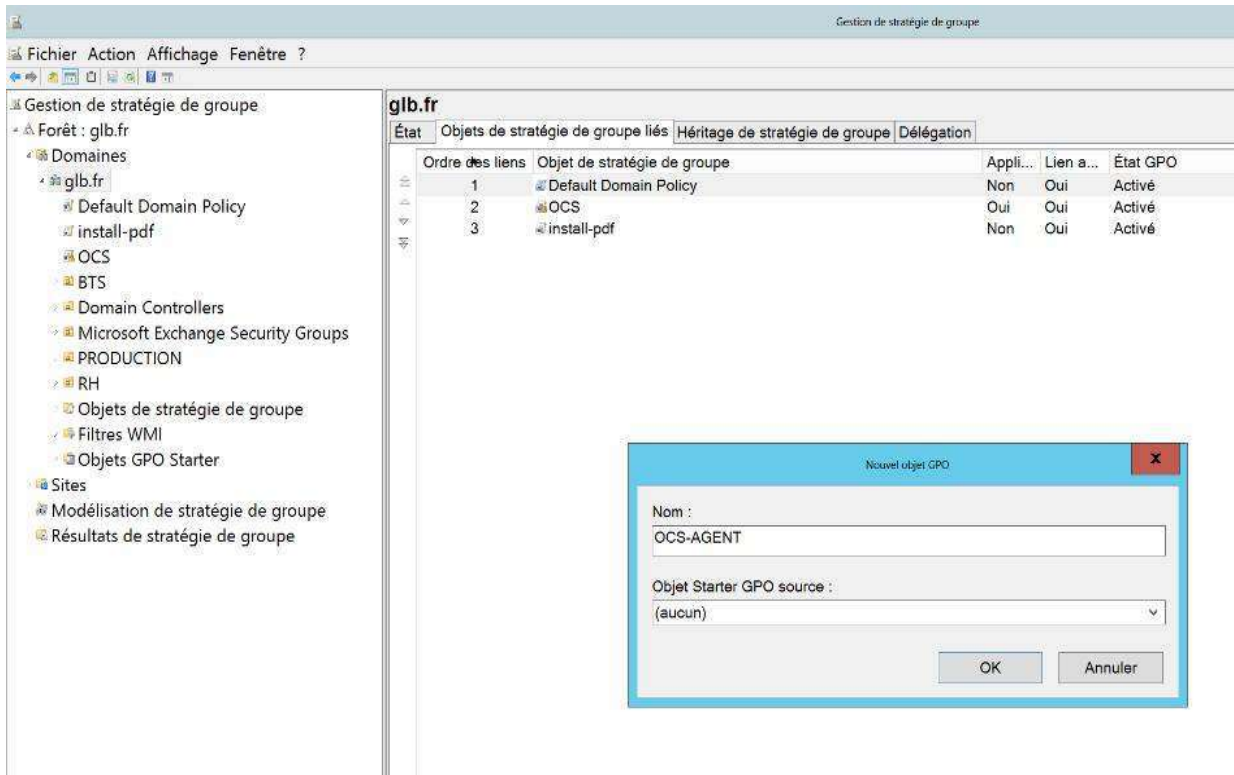 Gestion de stratégie de groupe
Fichier Action Affichage Fenêtre ?
Gestion de stratégie de groupe
Forêt : glb.fr
Domaines
glb.fr
Default Domain Policy
install-pdf
OCS
BTS
Domain Controllers
Microsoft Exchange Security Groups
PRODUCTION
RH
Objets de stratégie de groupe
Filtres WMI
Objets GPO Starter
Sites
Modélisation de stratégie de groupe
Résultats de stratégie de groupe
glb.fr
État Objets de stratégie de groupe liés Héritage de stratégie de groupe Délégation
Ordre des liens Objet de stratégie de groupe Appli... Lien a... État GPO
1 Default Domain Policy Non Oui Activé
2 OCS Oui Oui Activé
3 install-pdf Non Oui Activé
Nouvel objet GPO
x
Nom :
OCS-AGENT
Objet Starter GPO source :
(aucun)
OK Annuler